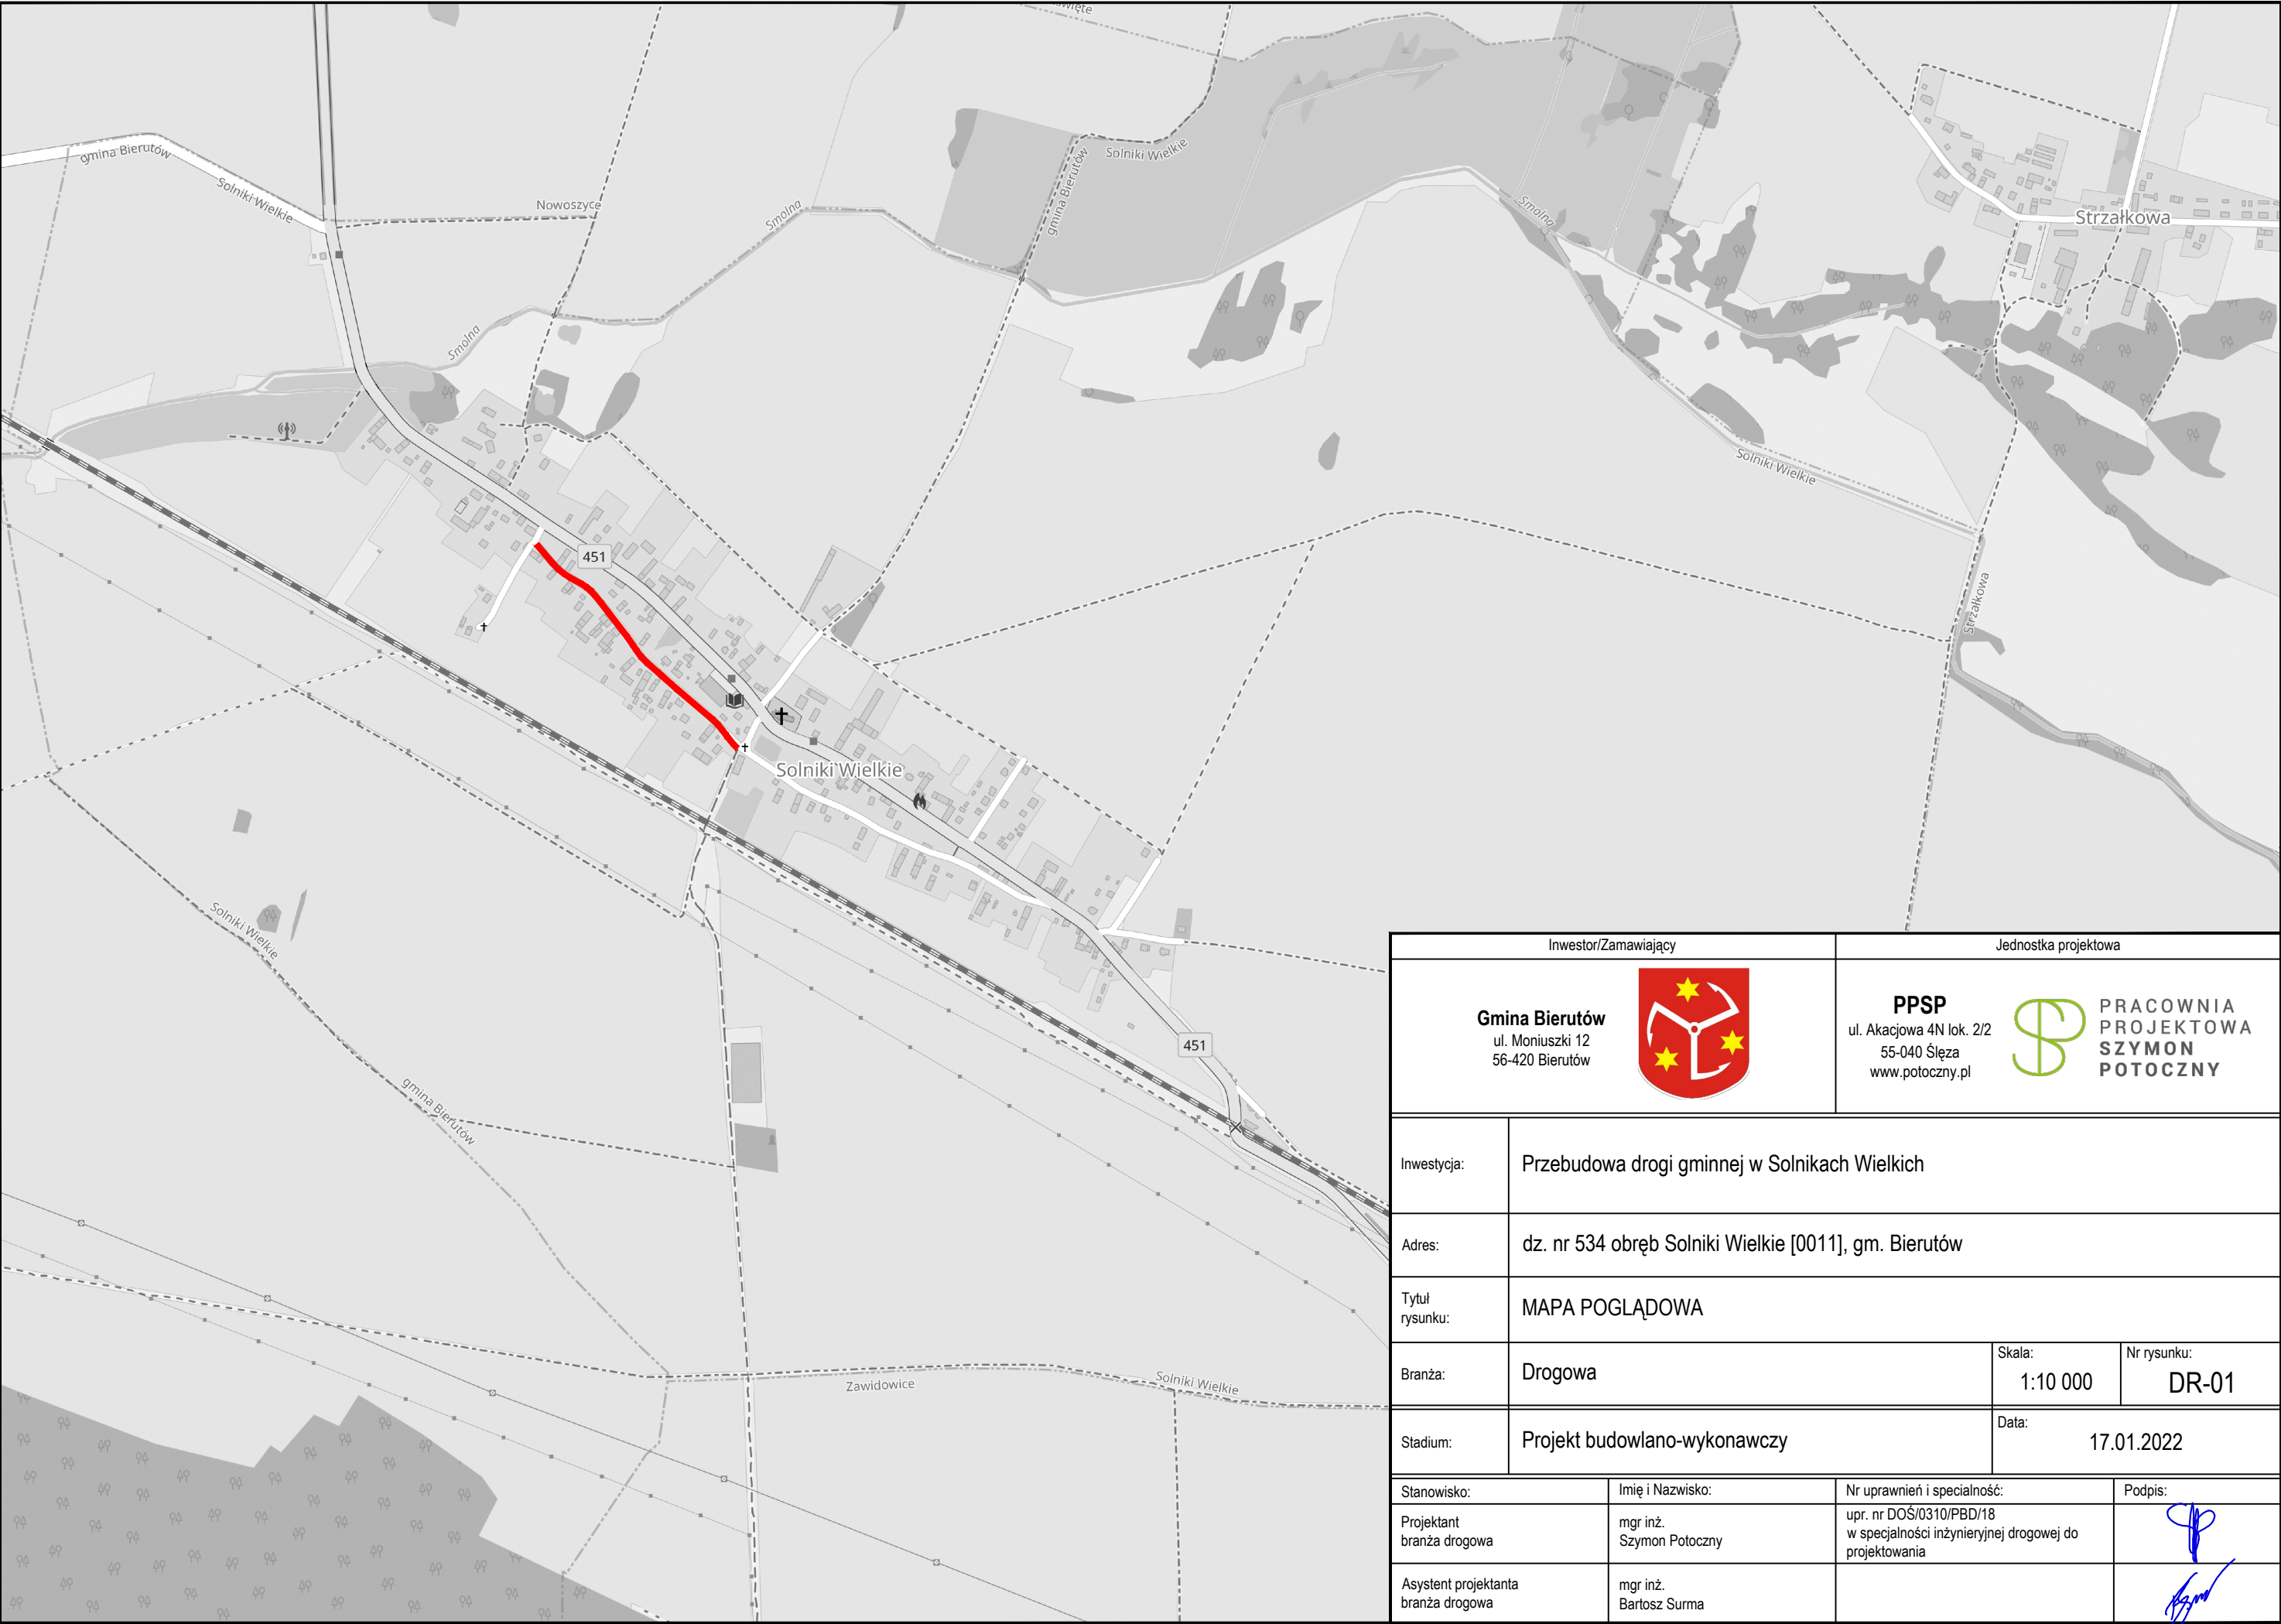 gmina Bierutów
Solniki Wielkie
Nowoszyce
Smolna
Smolna
gmina Bierutów
Solniki Wielkie
Smolna
Strzałkowa
Solniki Wielkie
Strzałkowa
451
Solniki Wielkie
Solniki Wielkie
gmina Bierutów
451
Zawidowice
Solniki Wielkie
Inwestor/Zamawiający
Jednostka projektowa
Gmina Bierutów
ul. Moniuszki 12
56-420 Bierutów
PPSP
ul. Akacjowa 4N lok. 2/2
55-040 Ślęza
www.potoczny.pl
PRACOWNIA
PROJEKTOWA
SZYMON
POTOCZNY
Inwestycja:
Przebudowa drogi gminnej w Solnikach Wielkich
Adres:
dz. nr 534 obręb Solniki Wielkie [0011], gm. Bierutów
Tytuł
rysunku:
MAPA POGLĄDOWA
Branża:
Drogowa
Skala:
1:10 000
Nr rysunku:
DR-01
Stadium:
Projekt budowlano-wykonawczy
Data:
17.01.2022
Stanowisko:
Imię i Nazwisko:
Nr uprawnień i specialność:
Podpis:
Projektant
branża drogowa
mgr inż.
Szymon Potoczny
upr. nr DOŚ/0310/PBD/18
w specjalności inżynieryjnej drogowej do
projektowania
Asystent projektanta
branża drogowa
mgr inż.
Bartosz Surma